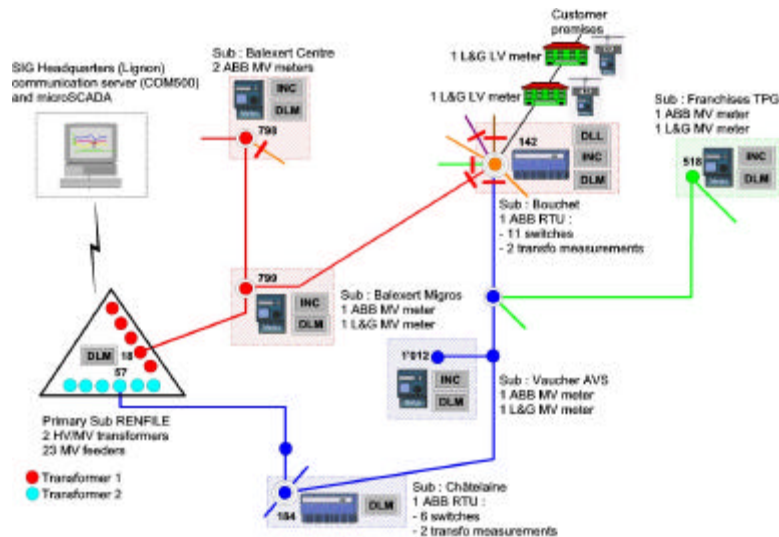 Customer
premises
Sub : Balexert Centre
2 ABB MV meters
1 L&G LV meter
SIG Headquarters (Lignon)
communication server (COM500)
and microSCADA
INC
DLM
1 L&G LV meter
Sub : Franchises TPG
1 ABB MV meter
1 L&G MV meter
798
142
DLL
INC
DLM
518
INC
DLM
Sub : Bouchet
1 ABB RTU :
- 11 switches
- 2 transfo measurements
799
INC
DLM
Sub : Balexert Migros
1 ABB MV meter
1 L&G MV meter
DLM
18
57
1'012
INC
DLM
Sub : Vaucher AVS
1 ABB MV meter
1 L&G MV meter
Primary Sub RENFILE
2 HV/MV transformers
23 MV feeders
Transformer 1
Transformer 2
184
DLM
Sub : Châtelaine
1 ABB RTU :
- 6 switches
- 2 transfo measurements